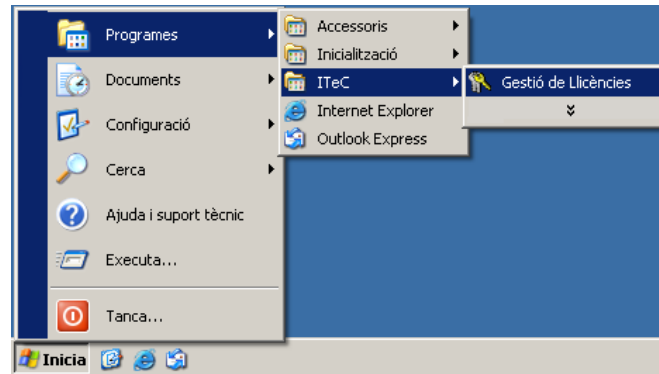 Programes
Documents
Configuració
Cerca
Ajuda i suport tècnic
Executa...
Tanca...
Accessoris
Inicialització
ITeC
Internet Explorer
Outlook Express
Gestió de Llicències
Inicia